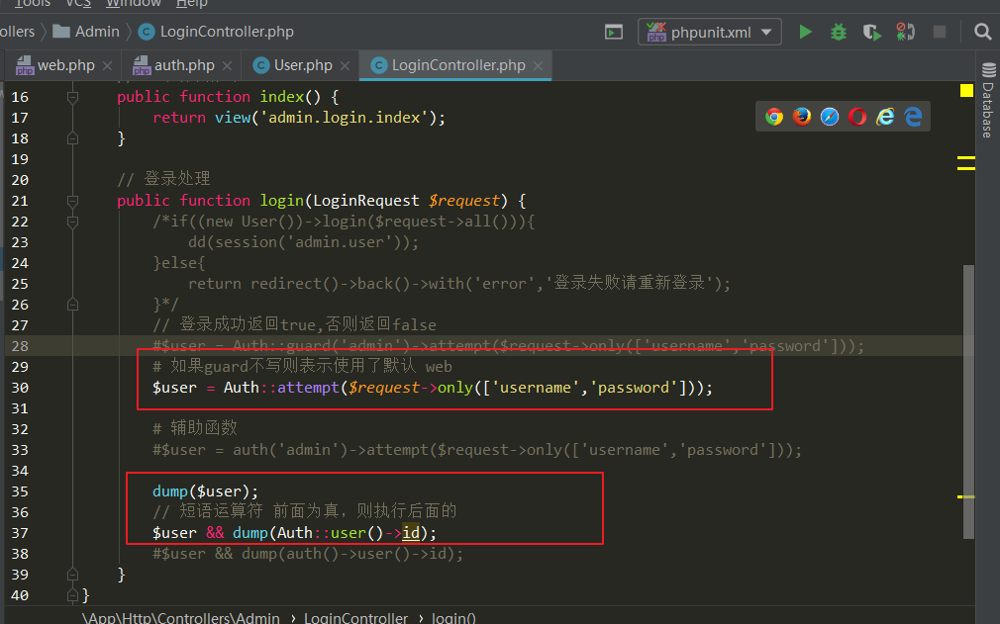 Tools VCS Window Help
ollers Admin LoginController.php phpunit.xml
web.php auth.php User.php LoginController.php
Database
16 public function index() {
17 return view('admin.login.index');
18 }
19
20 // 登录处理
21 public function login(LoginRequest $request) {
22 /*if((new User())->login($request->all())){
23 dd(session('admin.user'));
24 }else{
25 return redirect()->back()->with('error','登录失败请重新登录');
26 }*/
27 // 登录成功返回true,否则返回false
28 #$user = Auth::guard('admin')->attempt($request->only(['username','password']));
29 # 如果guard不写则表示使用了默认 web
30 $user = Auth::attempt($request->only(['username','password']));
31
32 # 辅助函数
33 #$user = auth('admin')->attempt($request->only(['username','password']));
34
35 dump($user);
36 // 短语运算符 前面为真，则执行后面的
37 $user && dump(Auth::user()->id);
38 #$user && dump(auth()->user()->id);
39 }
40 }
\App\Http\Controllers\Admin › LoginController › login()